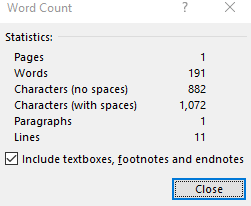 Word Count ? ×
Statistics:
Pages 1
Words 191
Characters (no spaces) 882
Characters (with spaces) 1,072
Paragraphs 1
Lines 11
Include textboxes, footnotes and endnotes
Close